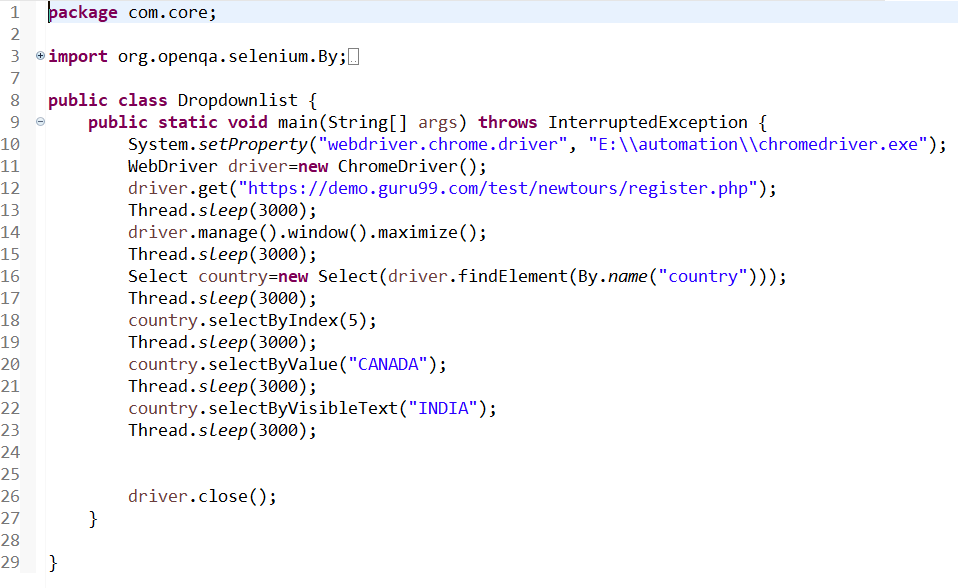 1 package com.core;
2
3 import org.openqa.selenium.By;
7
8 public class Dropdownlist {
9     public static void main(String[] args) throws InterruptedException {
10         System.setProperty("webdriver.chrome.driver", "E:\\automation\\chromedriver.exe");
11         WebDriver driver=new ChromeDriver();
12         driver.get("https://demo.guru99.com/test/newtours/register.php");
13         Thread.sleep(3000);
14         driver.manage().window().maximize();
15         Thread.sleep(3000);
16         Select country=new Select(driver.findElement(By.name("country")));
17         Thread.sleep(3000);
18         country.selectByIndex(5);
19         Thread.sleep(3000);
20         country.selectByValue("CANADA");
21         Thread.sleep(3000);
22         country.selectByVisibleText("INDIA");
23         Thread.sleep(3000);
24
25
26         driver.close();
27     }
28
29 }